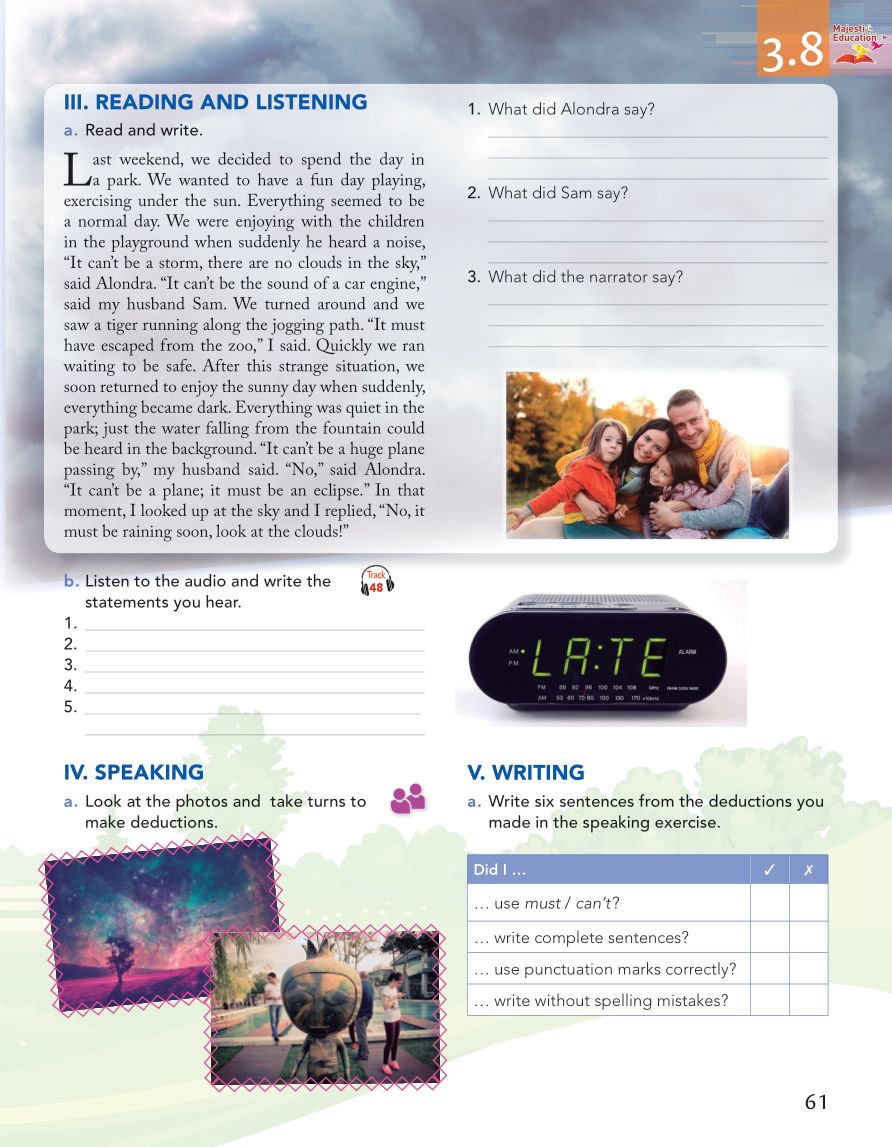 3.8
Majestic
Education
III. READING AND LISTENING
a. Read and write.
Last weekend, we decided to spend the day in
a park. We wanted to have a fun day playing,
exercising under the sun. Everything seemed to be
a normal day. We were enjoying with the children
in the playground when suddenly he heard a noise,
“It can’t be a storm, there are no clouds in the sky,”
said Alondra. “It can’t be the sound of a car engine,”
said my husband Sam. We turned around and we
saw a tiger running along the jogging path. “It must
have escaped from the zoo,” I said. Quickly we ran
waiting to be safe. After this strange situation, we
soon returned to enjoy the sunny day when suddenly,
everything became dark. Everything was quiet in the
park; just the water falling from the fountain could
be heard in the background. “It can’t be a huge plane
passing by,” my husband said. “No,” said Alondra.
“It can’t be a plane; it must be an eclipse.” In that
moment, I looked up at the sky and I replied, “No, it
must be raining soon, look at the clouds!”
1. What did Alondra say?
2. What did Sam say?
3. What did the narrator say?
b. Listen to the audio and write the
statements you hear.
Track
48
1.
2.
3.
4.
5.
AM
PM
LA:TE
ALARM
FM 88 92 96 100 104 108 MHz
AM 53 60 70 80 100 130 170 x10kHz
IV. SPEAKING
a. Look at the photos and take turns to
make deductions.
V. WRITING
a. Write six sentences from the deductions you
made in the speaking exercise.
Did I … ✓ ✗
… use must / can’t?
… write complete sentences?
… use punctuation marks correctly?
… write without spelling mistakes?
61